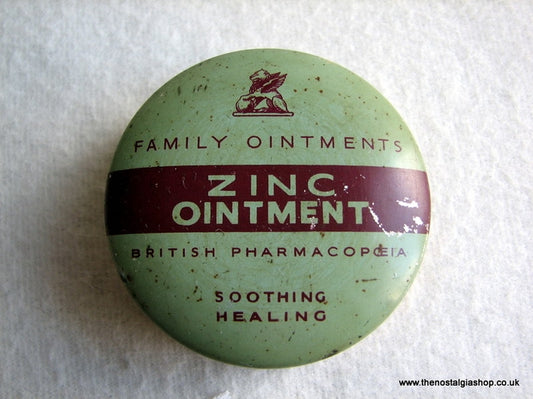 FAMILY OINTMENTS
ZINC
OINTMENT
BRITISH PHARMACOPŒIA
SOOTHING
HEALING
www.thenostalgiashop.co.uk